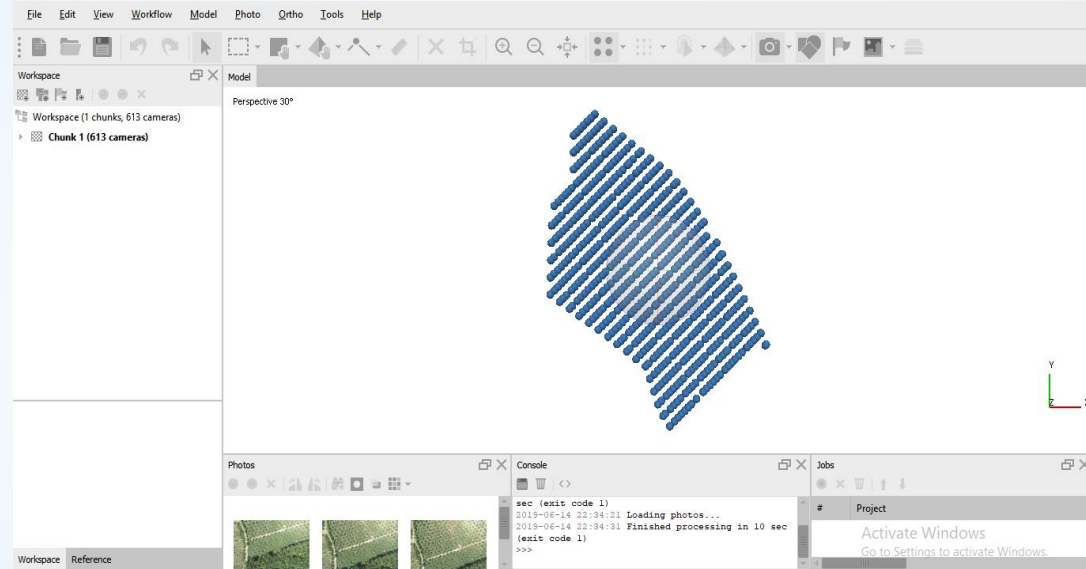 File Edit View Workflow Model Photo Ortho Tools Help
Workspace
Workspace (1 chunks, 613 cameras)
Chunk 1 (613 cameras)
Workspace Reference
Model
Perspective 30°
Y
Z
Photos
Console
sec (exit code 1)
2019-06-14 22:34:21 Loading photos...
2019-06-14 22:34:31 Finished processing in 10 sec
(exit code 1)
>>>
Jobs
# Project
Activate Windows
Go to Settings to activate Windows.